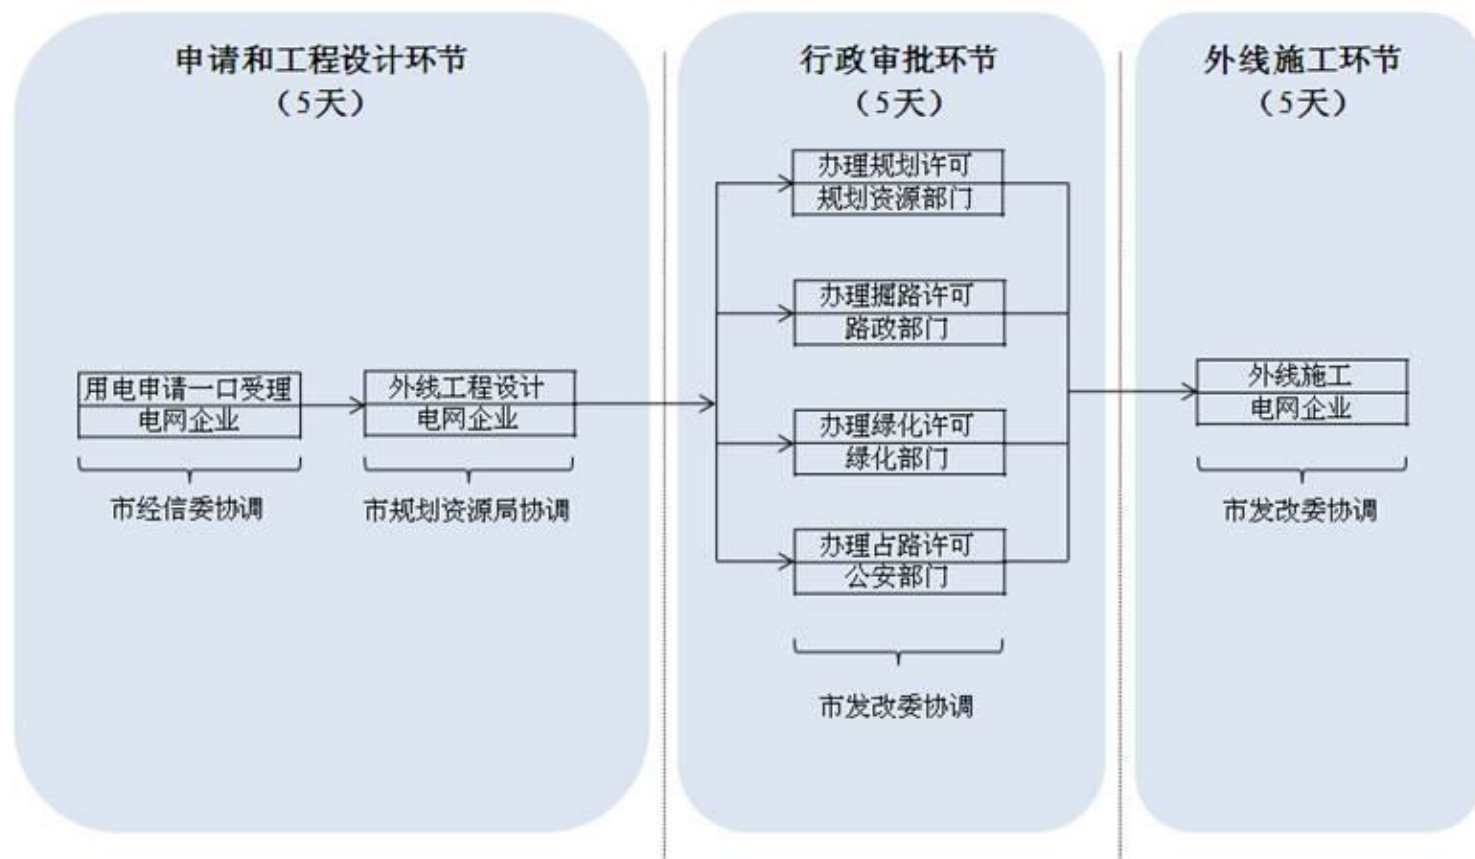 申请和工程设计环节
（5天）
用电申请一口受理
电网企业
市经信委协调
外线工程设计
电网企业
市规划资源局协调
行政审批环节
（5天）
办理规划许可
规划资源部门
办理掘路许可
路政部门
办理绿化许可
绿化部门
办理占路许可
公安部门
市发改委协调
外线施工环节
（5天）
外线施工
电网企业
市发改委协调